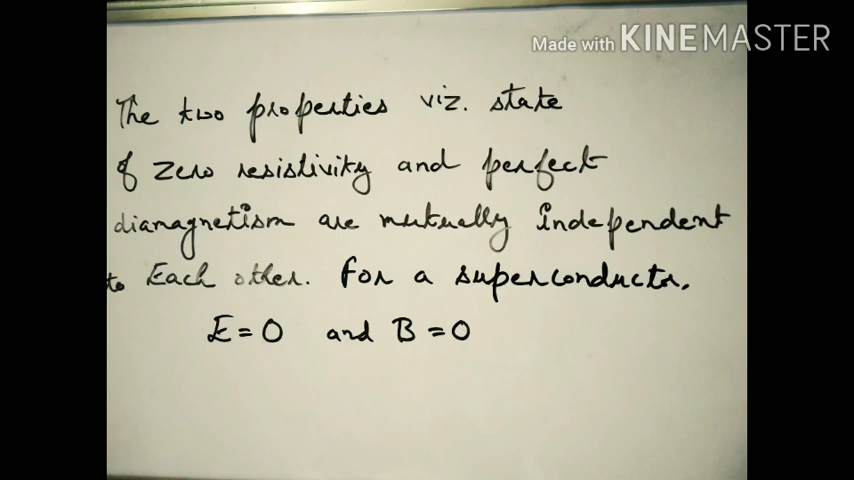 Made with KINEMASTER
The two properties viz. state
of zero resistivity and perfect
diamagnetism are mutually independent
to Each other. For a superconductor,
E = 0 and B = 0